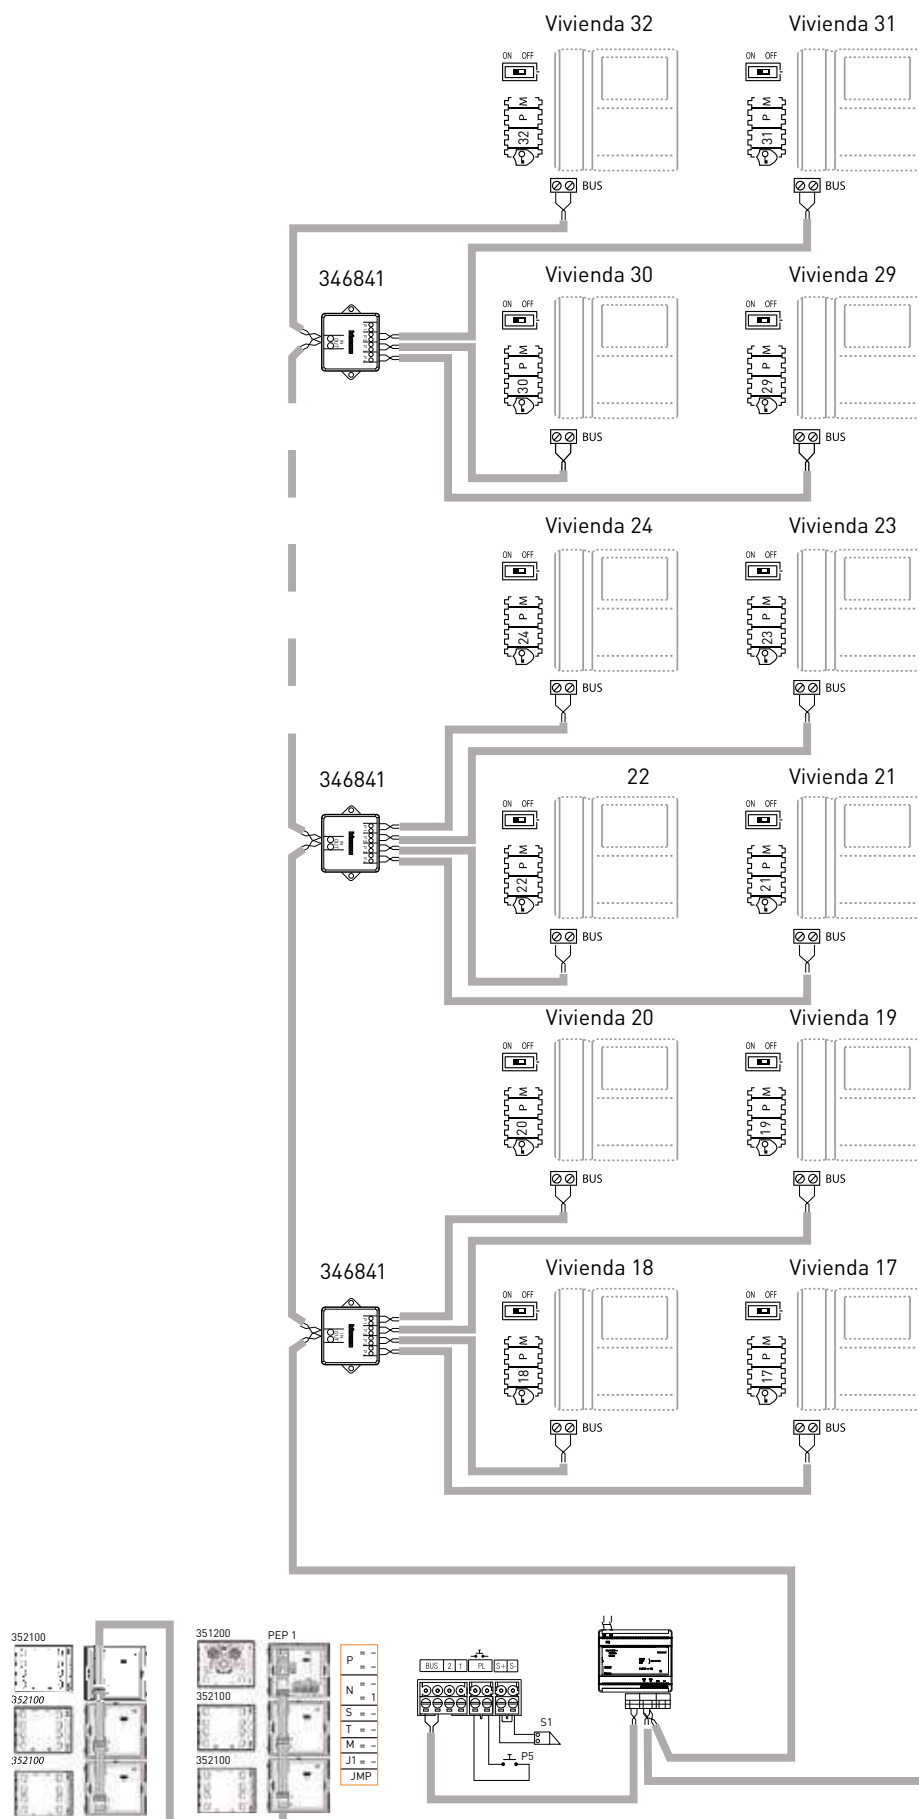 Vivienda 32
Vivienda 31
ON OFF
ON OFF
M P 32
M P 31
BUS
BUS
346841
Vivienda 30
Vivienda 29
ON OFF
ON OFF
M P 30
M P 29
BUS
BUS
Vivienda 24
Vivienda 23
ON OFF
ON OFF
M P 24
M P 23
BUS
BUS
346841
22
Vivienda 21
ON OFF
ON OFF
M P 22
M P 21
BUS
BUS
Vivienda 20
Vivienda 19
ON OFF
ON OFF
M P 20
M P 19
BUS
BUS
346841
Vivienda 18
Vivienda 17
ON OFF
ON OFF
M P 18
M P 17
BUS
BUS
352100
352100
352100
351200
PEP 1
352100
352100
P = -
= -
N = -
= 1
S = -
T = -
M = -
J1 = -
JMP
BUS 2 1 PL S+ S-
S1
P5